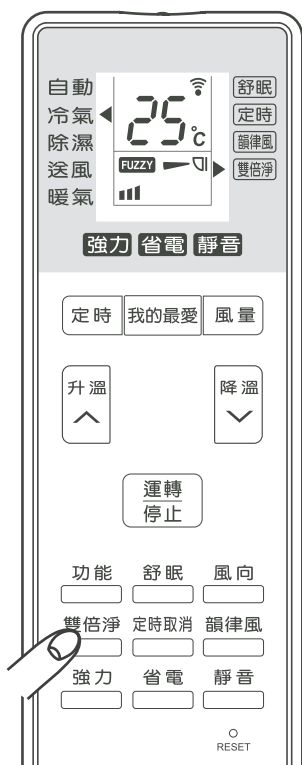 自動
冷氣
除濕
送風
暖氣
25°C
FUZZY
舒眠
定時
韻律風
雙倍淨
強力 省電 靜音
定時 我的最愛 風量
升溫 降溫
運轉
停止
功能 舒眠 風向
雙倍淨 定時取消 韻律風
強力 省電 靜音
RESET